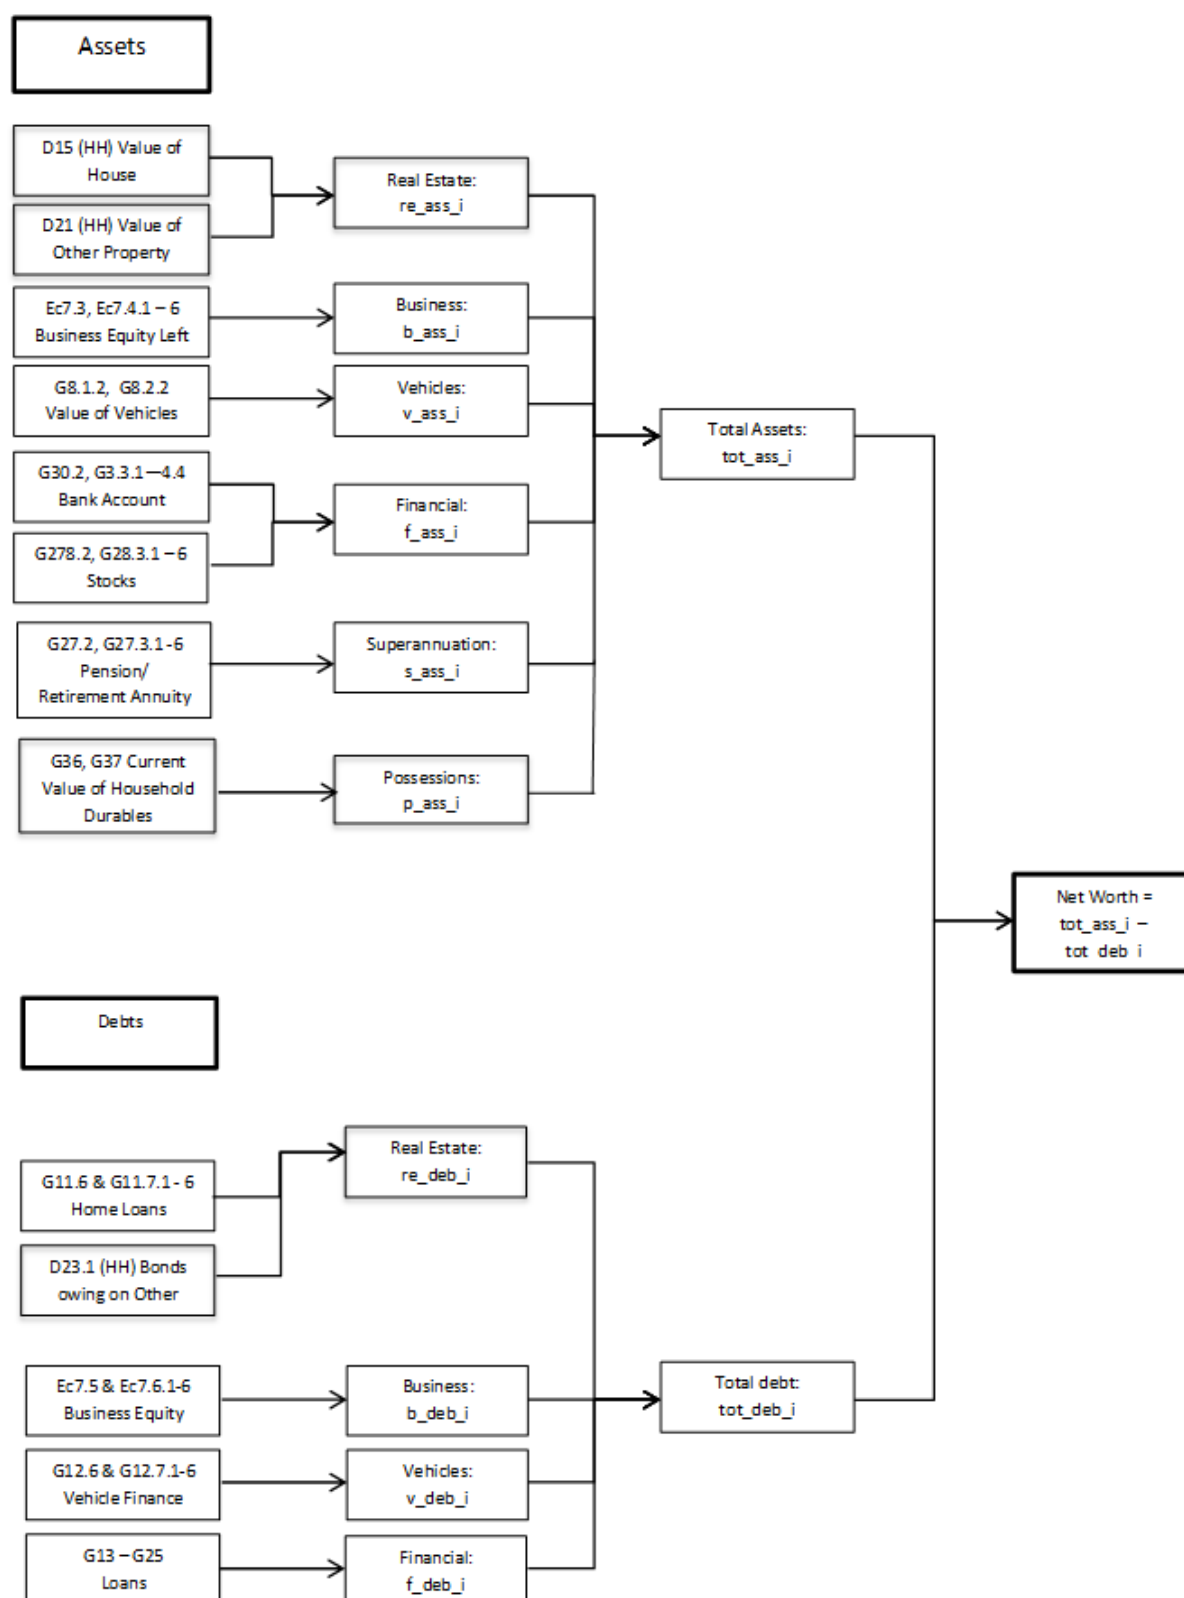 Assets
D15 (HH) Value of
House
D21 (HH) Value of
Other Property
Real Estate:
re_ass_i
Ec7.3, Ec7.4.1 – 6
Business Equity Left
Business:
b_ass_i
G8.1.2, G8.2.2
Value of Vehicles
Vehicles:
v_ass_i
G30.2, G3.3.1—4.4
Bank Account
G278.2, G28.3.1 – 6
Stocks
Financial:
f_ass_i
G27.2, G27.3.1 -6
Pension/
Retirement Annuity
Superannuation:
s_ass_i
G36, G37 Current
Value of Household
Durables
Possessions:
p_ass_i
Total Assets:
tot_ass_i
Net Worth =
tot_ass_i –
tot_deb_i
Debts
G11.6 & G11.7.1 - 6
Home Loans
D23.1 (HH) Bonds
owing on Other
Real Estate:
re_deb_i
Ec7.5 & Ec7.6.1-6
Business Equity
Business:
b_deb_i
G12.6 & G12.7.1-6
Vehicle Finance
Vehicles:
v_deb_i
G13 – G25
Loans
Financial:
f_deb_i
Total debt:
tot_deb_i